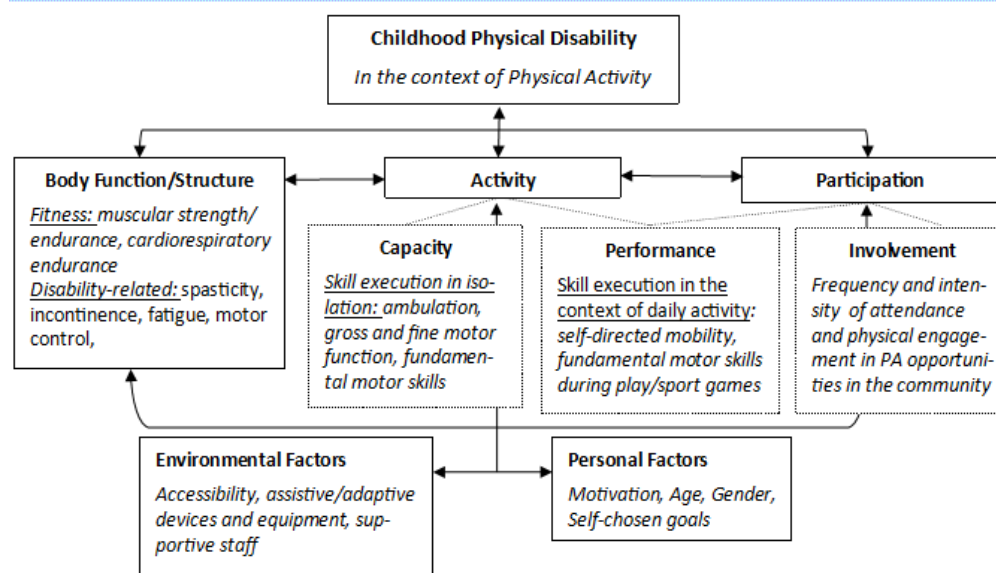 Childhood Physical Disability
In the context of Physical Activity
Body Function/Structure
Fitness: muscular strength/
endurance, cardiorespiratory
endurance
Disability-related: spasticity,
incontinence, fatigue, motor
control,
Activity
Participation
Capacity
Skill execution in iso-
lation: ambulation,
gross and fine motor
function, fundamen-
tal motor skills
Performance
Skill execution in the
context of daily activity:
self-directed mobility,
fundamental motor skills
during play/sport games
Involvement
Frequency and inten-
sity of attendance
and physical engage-
ment in PA opportuni-
ties in the community
Environmental Factors
Accessibility, assistive/adaptive
devices and equipment, sup-
portive staff
Personal Factors
Motivation, Age, Gender,
Self-chosen goals